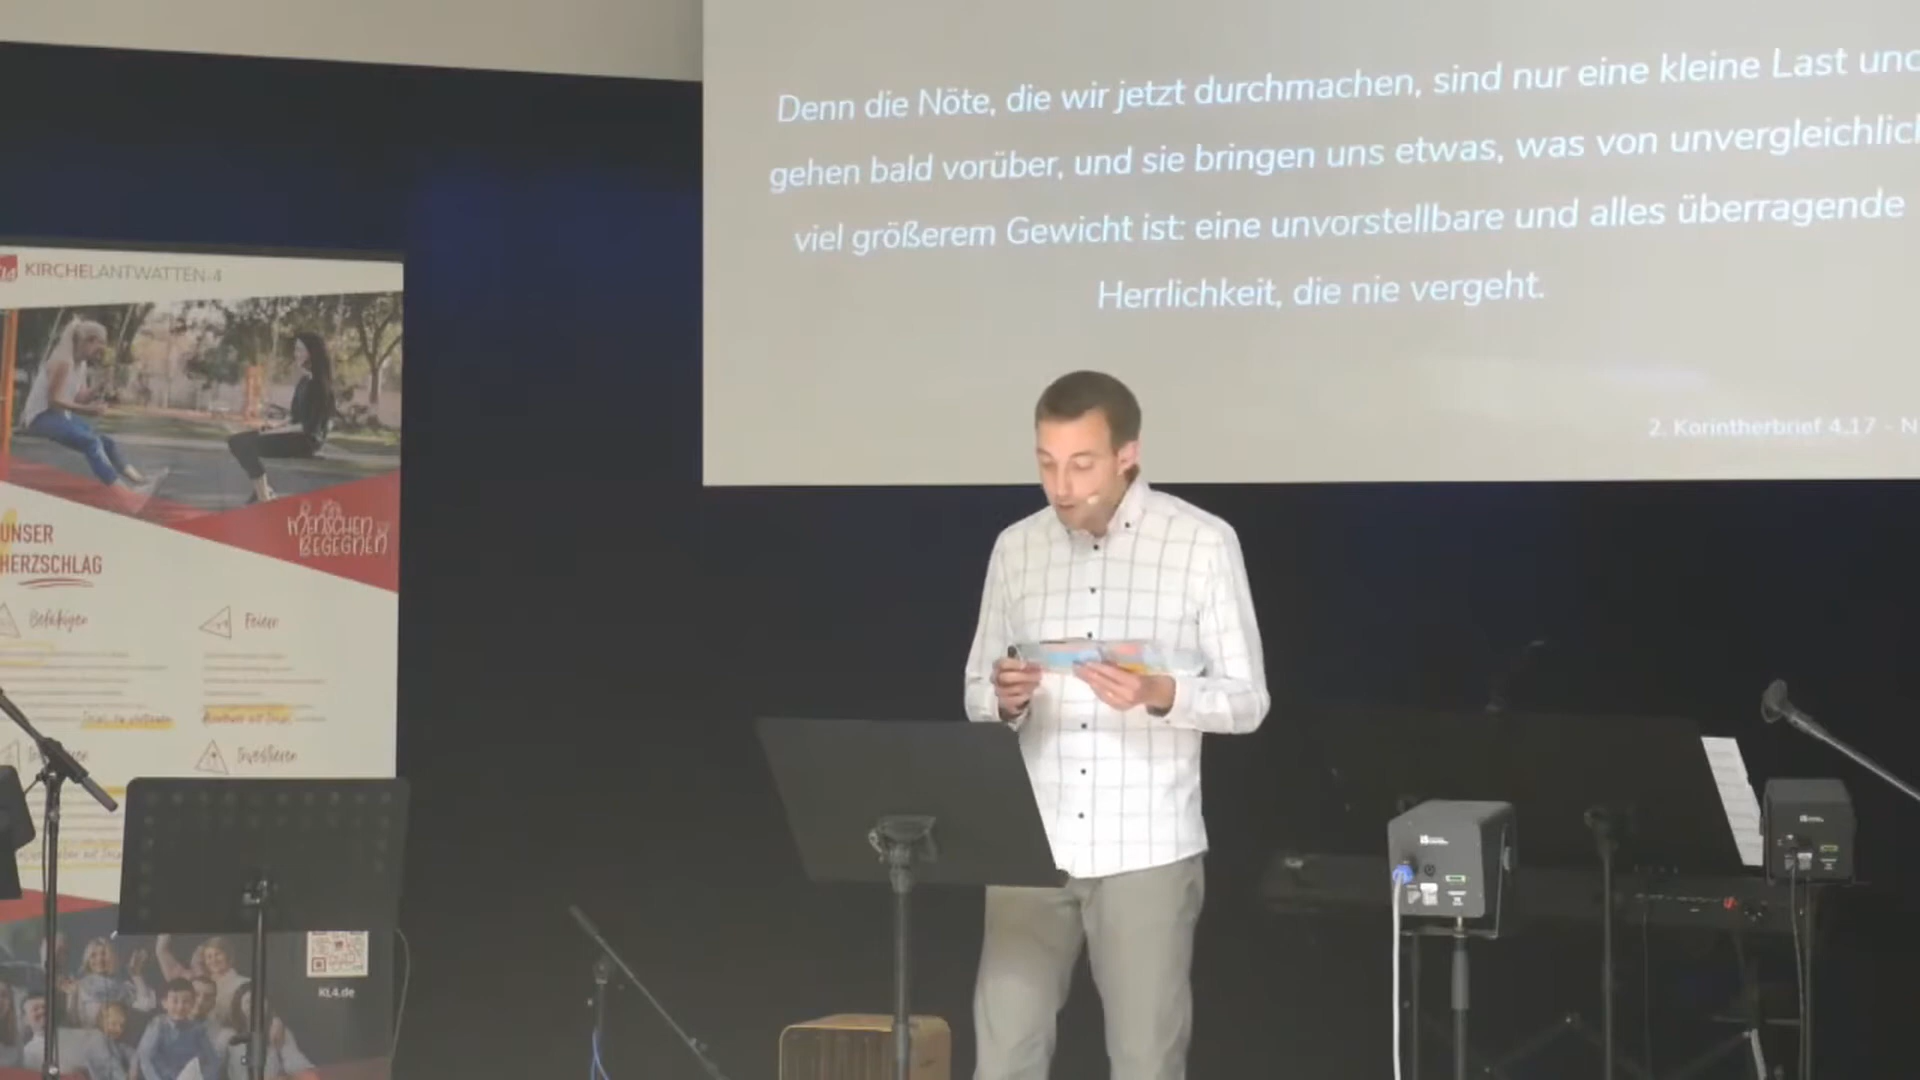 Denn die Nöte, die wir jetzt durchmachen, sind nur eine kleine Last und
gehen bald vorüber, und sie bringen uns etwas, was von unvergleichlich
viel größerem Gewicht ist: eine unvorstellbare und alles überragende
Herrlichkeit, die nie vergeht.
2. Korintherbrief 4,17 - N
KIRCHELANTWATTEN-4
MENSCHEN
BEGEGNEN
UNSER
HERZSCHLAG
Befähigen
Feiern
Investieren
KL4.de